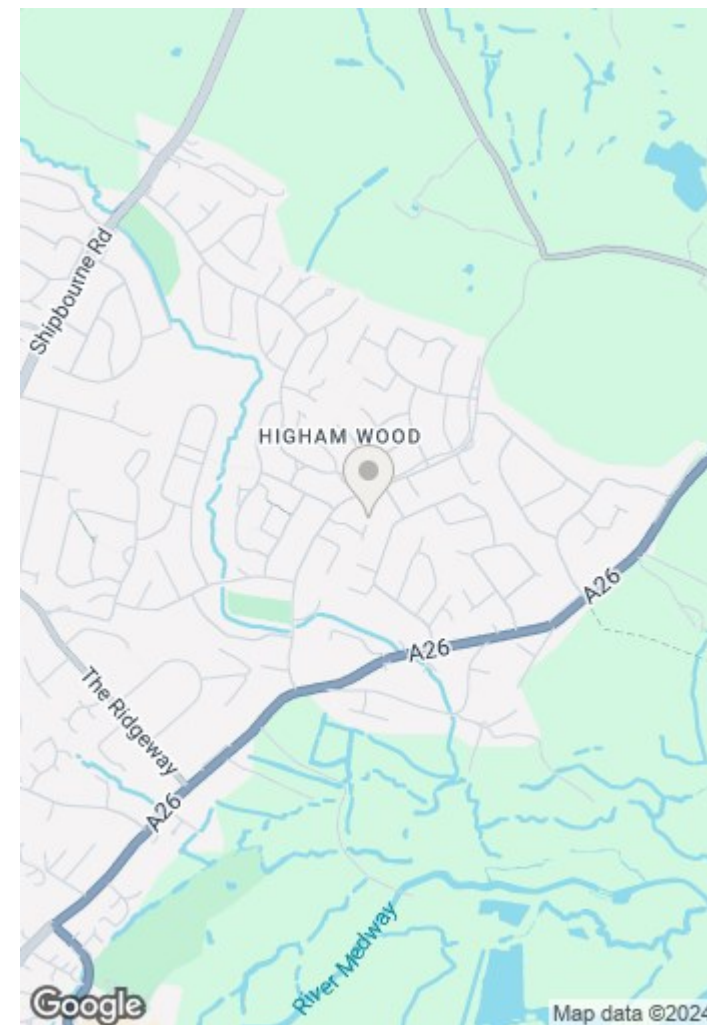 Shipbourne Rd
HIGHAM WOOD
A26
A26
The Ridgeway
A26
River Medway
Google
Map data ©2024